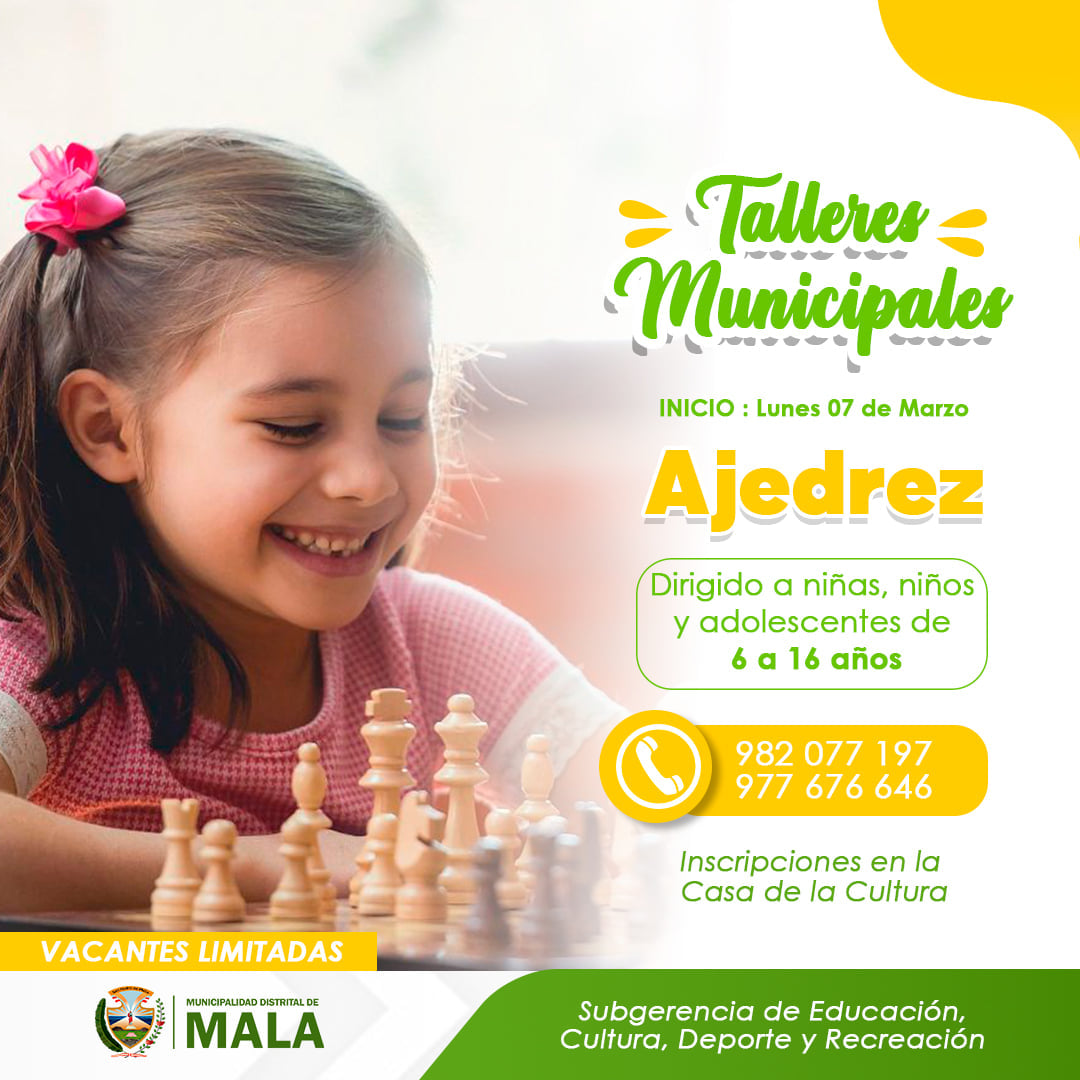 Talleres
Municipales
INICIO : Lunes 07 de Marzo
Ajedrez
Dirigido a niñas, niños
y adolescentes de
6 a 16 años
982 077 197
977 676 646
Inscripciones en la
Casa de la Cultura
VACANTES LIMITADAS
MUNICIPALIDAD DISTRITAL DE
MALA
Subgerencia de Educación,
Cultura, Deporte y Recreación